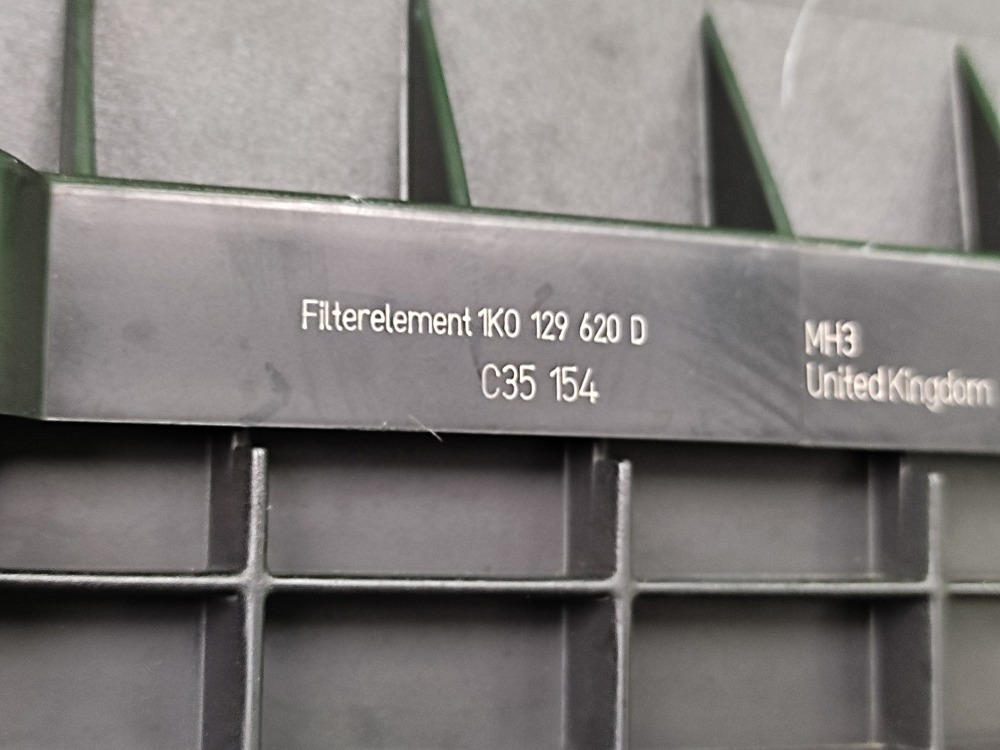 Filterelement 1K0 129 620 D
C35 154
MH3
United Kingdom